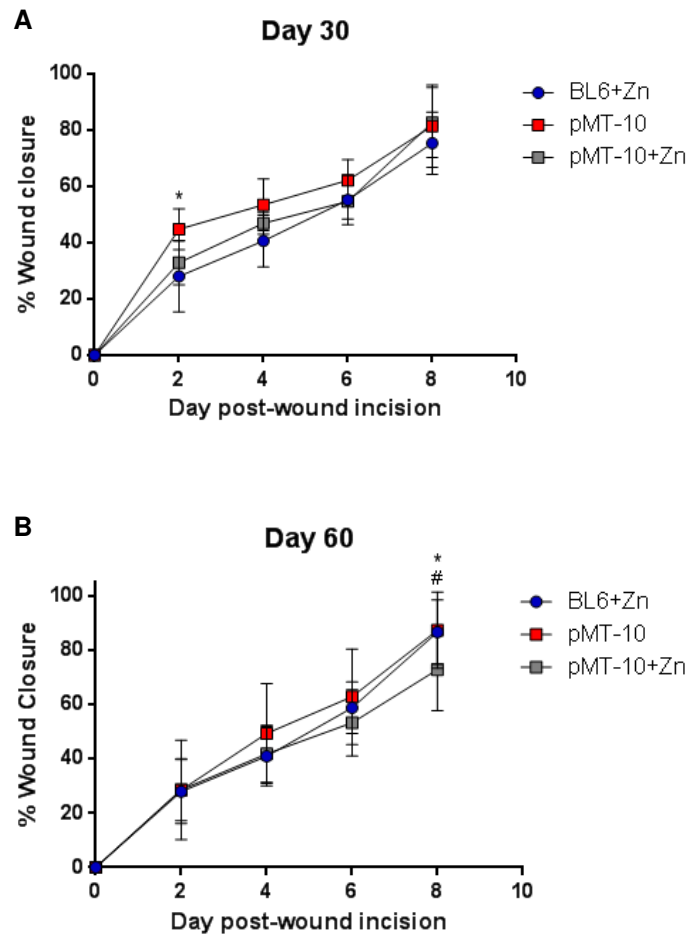 A
Day 30
% Wound closure
100
80
60
40
20
0
*
0 2 4 6 8 10
Day post-wound incision
BL6+Zn
pMT-10
pMT-10+Zn
B
Day 60
% Wound Closure
100
80
60
40
20
0
*
#
0 2 4 6 8 10
Day post-wound incision
BL6+Zn
pMT-10
pMT-10+Zn